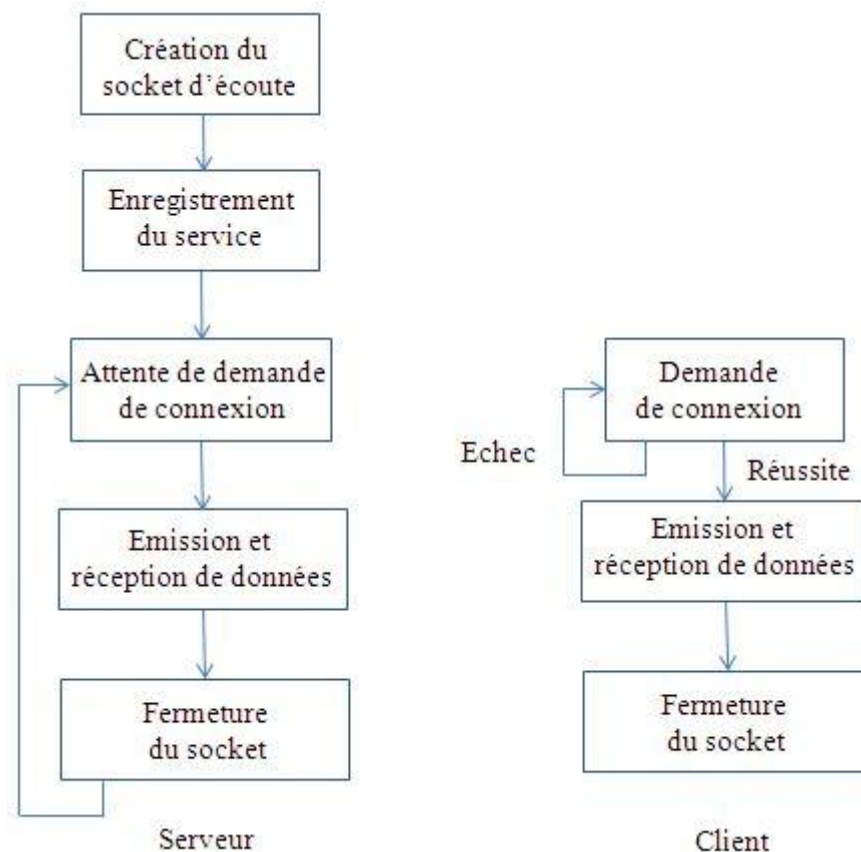 Création du
socket d'écoute
Enregistrement
du service
Attente de demande
de connexion
Emission et
réception de données
Fermeture
du socket
Serveur
Demande
de connexion
Echec
Réussite
Emission et
réception de données
Fermeture
du socket
Client